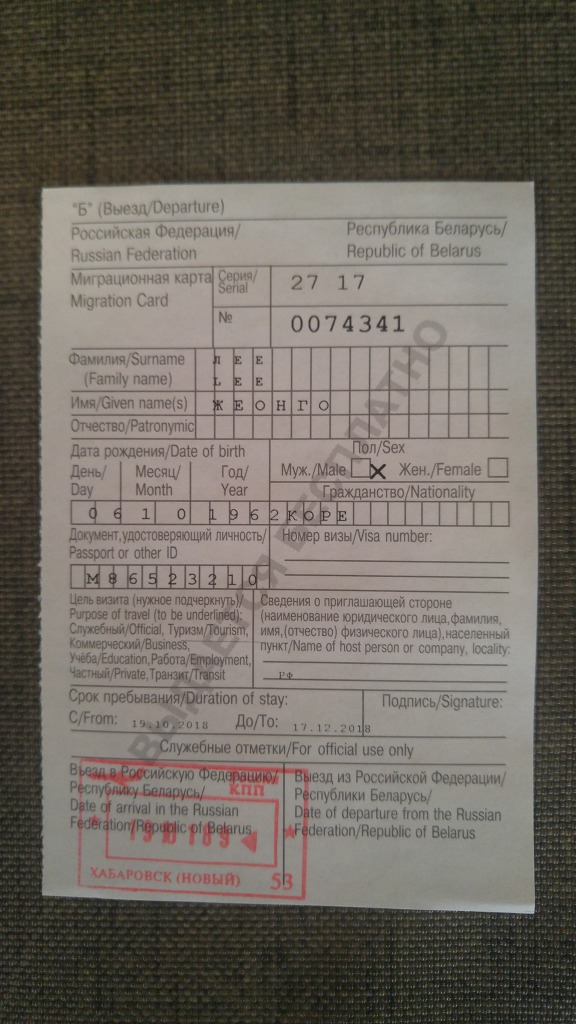 "Б" (Выезд/Departure)
Российская Федерация/ Республика Беларусь/
Russian Federation Republic of Belarus
Миграционная карта Серия/ 27 17
Migration Card Serial
№ 0074341
Фамилия/Surname ЛЕЕ
(Family name) LEE
Имя/Given name(s) ЖЕОНГО
Отчество/Patronymic
Дата рождения/Date of birth Пол/Sex
День/ Месяц/ Год/ Муж./Male X Жен./Female
Day Month Year Гражданство/Nationality
06 10 1962 КОРЕ
Документ,удостоверяющий личность/ Номер визы/Visa number:
Passport or other ID
M86523210
Цель визита (нужное подчеркнуть)/
Purpose of travel (to be underlined):
Служебный/Official, Туризм/Tourism,
Коммерческий/Business,
Учёба/Education, Работа/Employment,
Частный/Private, Транзит/Transit
Сведения о приглашающей стороне
(наименование юридического лица,фамилия,
имя,(отчество) физического лица),населенный
пункт/Name of host person or company, locality:
РФ
Срок пребывания/Duration of stay: Подпись/Signature:
С/From: 19.10.2018 До/To: 17.12.2018
Служебные отметки/For official use only
Въезд в Российскую Федерацию/
Республику Беларусь/
Date of arrival in the Russian
Federation/Republic of Belarus
Выезд из Российской Федерации/
Республики Беларусь/
Date of departure from the Russian
Federation/Republic of Belarus
КПП
ХАБАРОВСК (НОВЫЙ) 53
ВЫДАЕТСЯ БЕСПЛАТНО